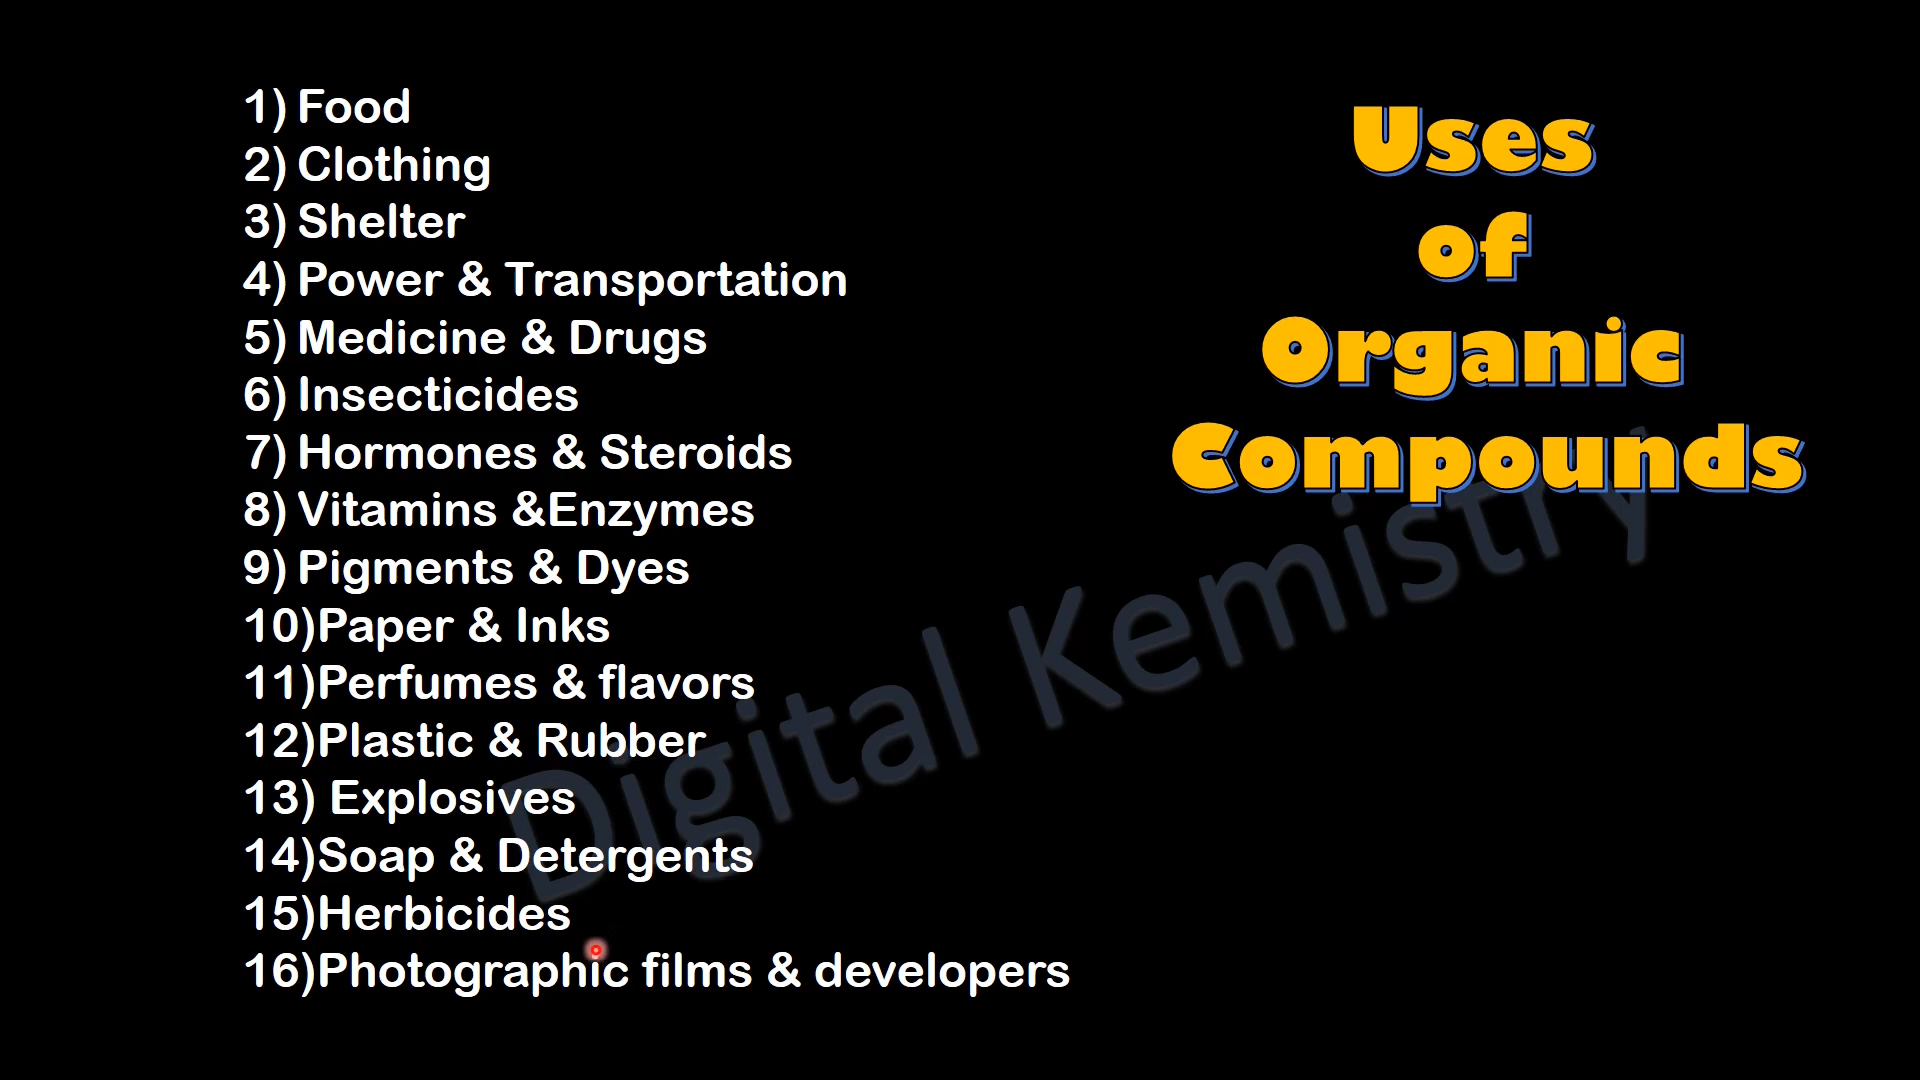 1) Food
2) Clothing
3) Shelter
4) Power & Transportation
5) Medicine & Drugs
6) Insecticides
7) Hormones & Steroids
8) Vitamins &Enzymes
9) Pigments & Dyes
10)Paper & Inks
11)Perfumes & flavors
12)Plastic & Rubber
13) Explosives
14)Soap & Detergents
15)Herbicides
16)Photographic films & developers
Uses
of
Organic
Compounds
Digital Kemistry